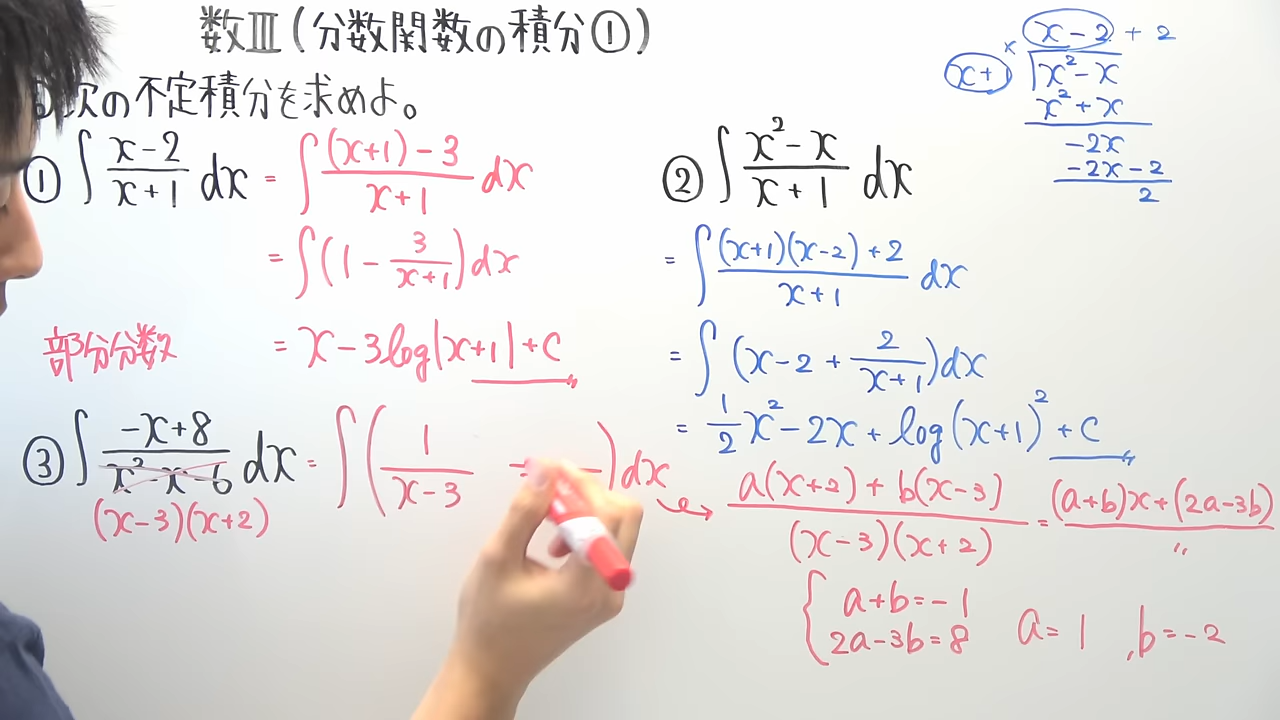 数Ⅲ(分数関数の積分①)
次の不定積分を求めよ。
① ∫ (x-2)/(x+1) dx = ∫ ((x+1)-3)/(x+1) dx
= ∫(1 - 3/(x+1))dx
= x-3log|x+1|+C
部分分数
③ ∫ (-x+8)/(x²-x-6) dx = ∫( 1/(x-3) )dx
(x-3)(x+2)
② ∫ (x²-x)/(x+1) dx
= ∫ ((x+1)(x-2)+2)/(x+1) dx
= ∫(x-2+ 2/(x+1))dx
= 1/2 x²-2x+log(x+1)²+C
x-2+2
x+1 x²-x
x²+x
-2x
-2x-2
2
(a(x+2)+b(x-3))/((x-3)(x+2)) = ((a+b)x+(2a-3b))/〃
a+b=-1
2a-3b=8
a=1, b=-2